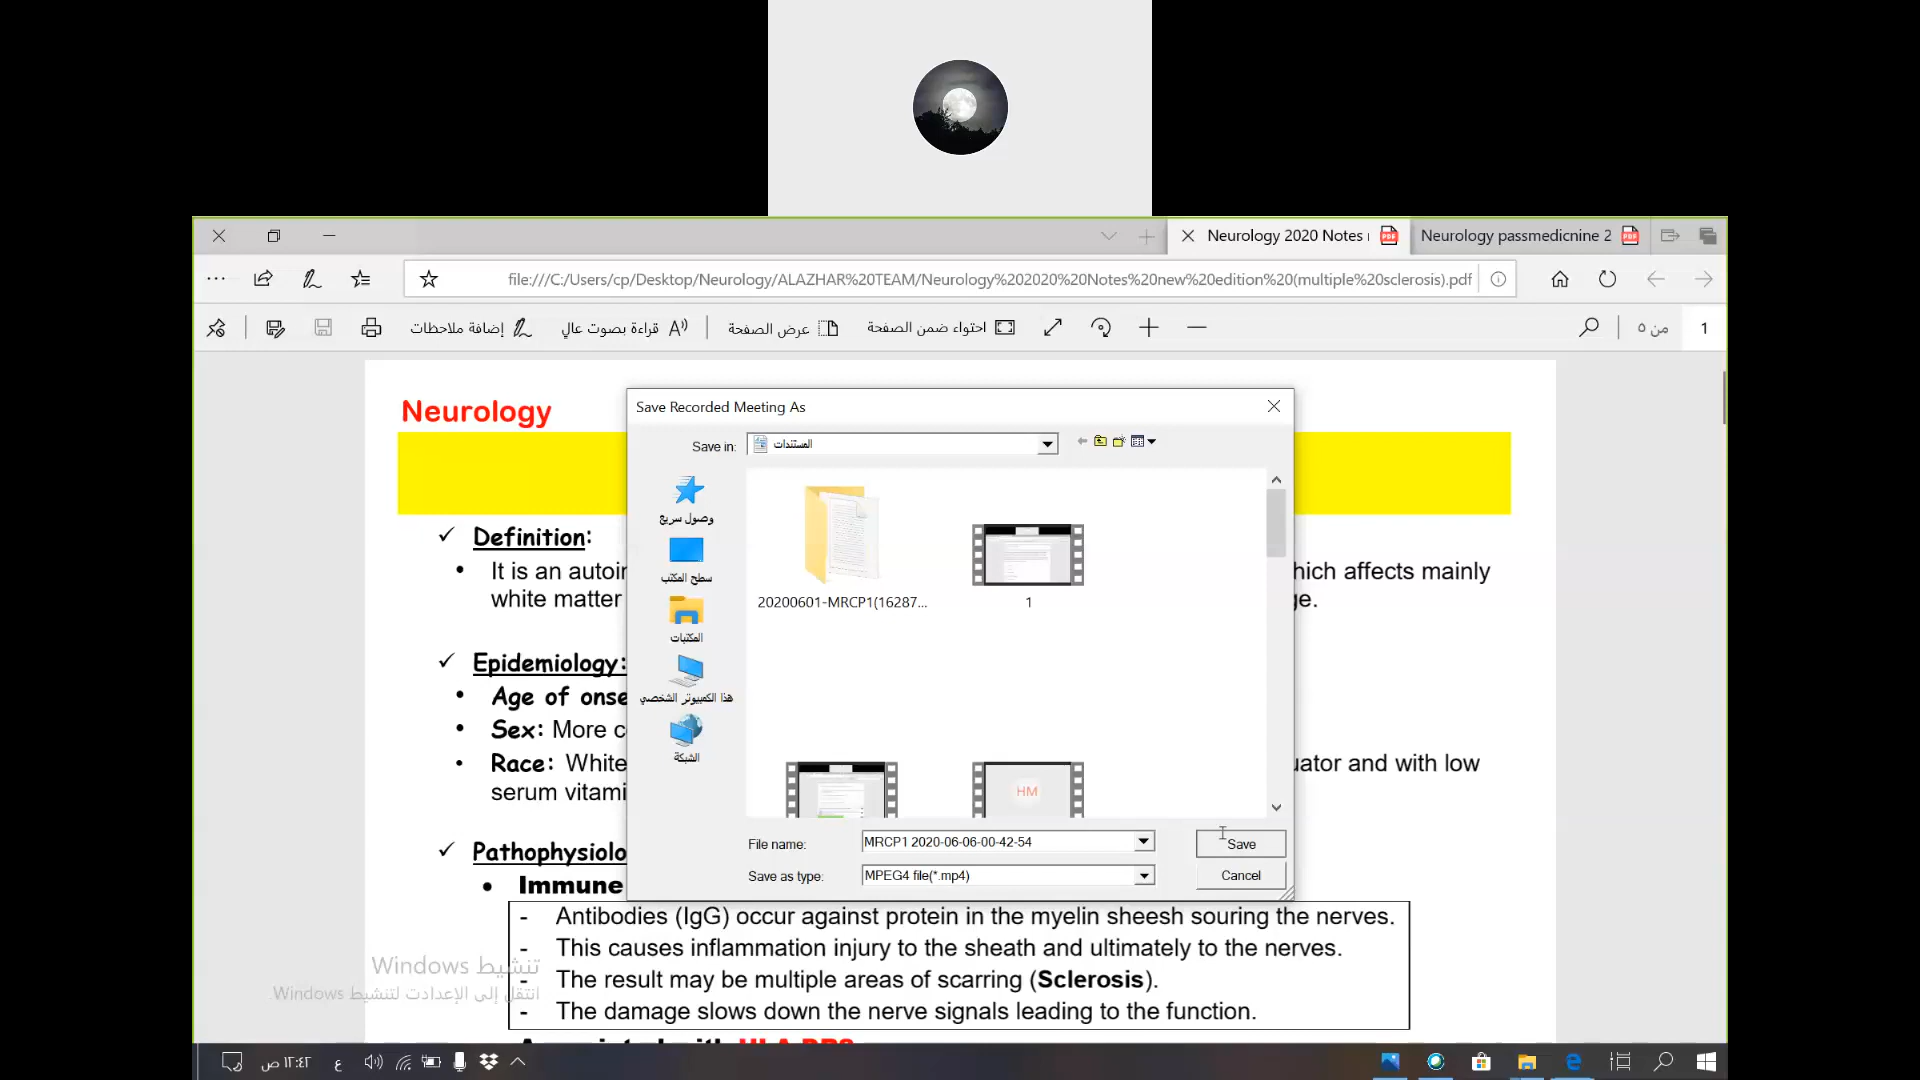 Neurology 2020 Notes
Neurology passmedicnine 2
file:///C:/Users/cp/Desktop/Neurology/ALAZHAR%20TEAM/Neurology%202020%20Notes%20new%20edition%20(multiple%20sclerosis).pdf
إضافة ملاحظات
قراءة بصوت عالٍ
عرض الصفحة
احتواء ضمن الصفحة
من ٥
1
Neurology
Save Recorded Meeting As
Save in:
المستندات
وصول سريع
سطح المكتب
المكتبات
هذا الكمبيوتر الشخصي
الشبكة
20200601-MRCP1(16287...
1
HM
File name:
MRCP1 2020-06-06-00-42-54
Save
Save as type:
MPEG4 file(*.mp4)
Cancel
✓ Definition:
• It is an autoi
hich affects mainly
white matter
ge.
✓ Epidemiology:
• Age of onse
• Sex: More c
• Race: White
uator and with low
serum vitami
✓ Pathophysiolo
• Immune
- Antibodies (IgG) occur against protein in the myelin sheesh souring the nerves.
- This causes inflammation injury to the sheath and ultimately to the nerves.
- The result may be multiple areas of scarring (Sclerosis).
- The damage slows down the nerve signals leading to the function.
تنشيط Windows
انتقل إلى الإعدادت لتنشيط Windows.
١٢:٤٢ ص
ع